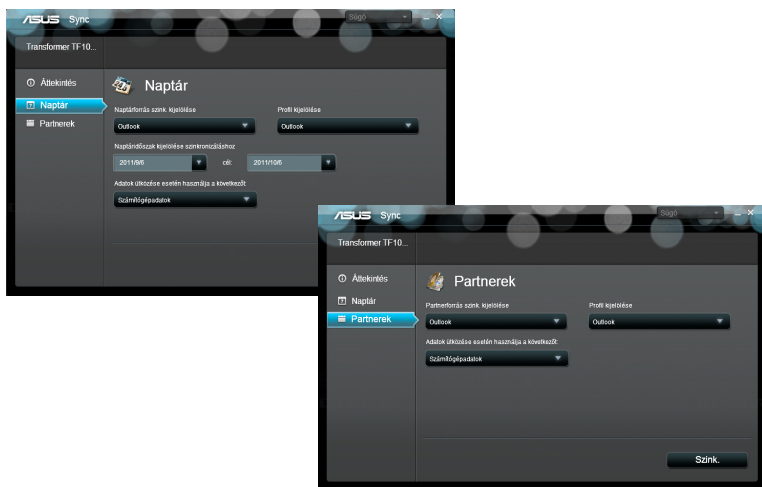 ASUS Sync
Súgó
Transformer TF10...
Áttekintés
Naptár
Partnerek
Naptár
Naptárforrás szink. kijelölése
Profil kijelölése
Outlook
Outlook
Naptáridőszak kijelölése szinkronizáláshoz
2011/9/6
cél:
2011/10/6
Adatok ütközése esetén használja a következőt:
Számítógépadatok
ASUS Sync
Súgó
Transformer TF10...
Áttekintés
Naptár
Partnerek
Partnerek
Partnerforrás szink. kijelölése
Profil kijelölése
Outlook
Outlook
Adatok ütközése esetén használja a következőt:
Számítógépadatok
Szink.